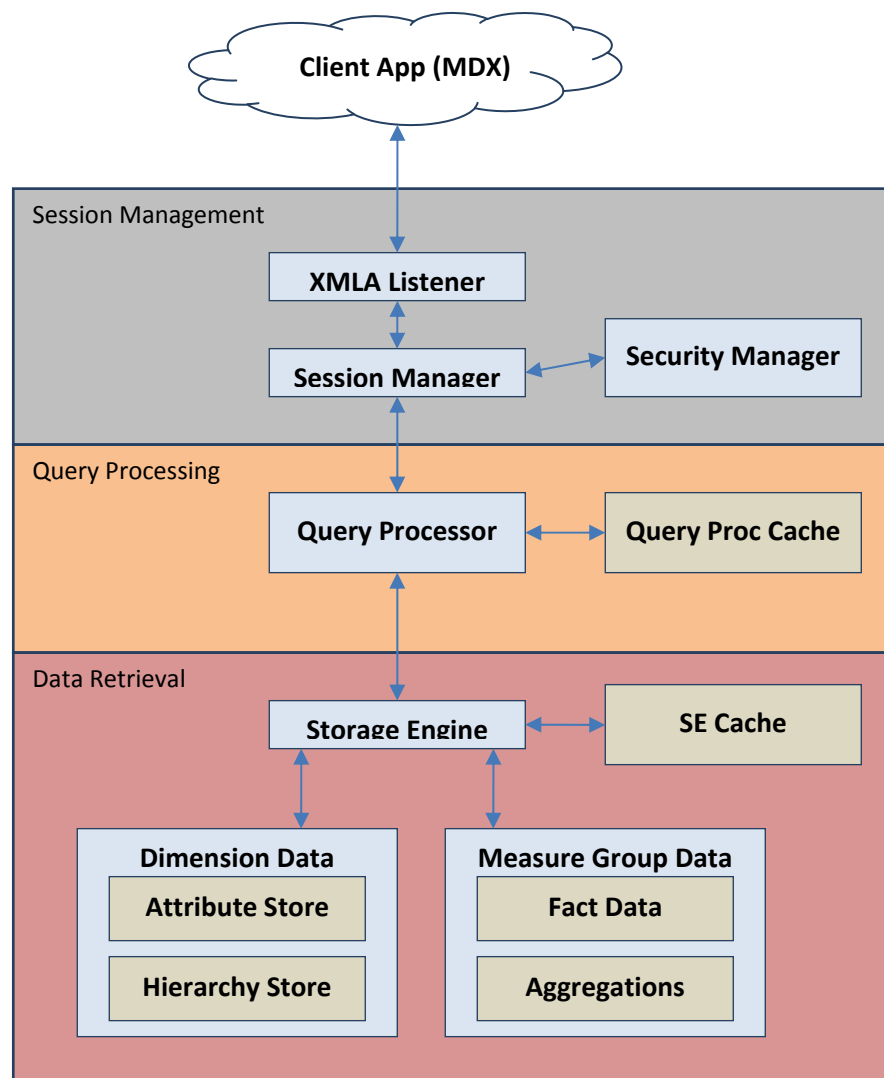 Client App (MDX)
Session Management
XMLA Listener
Session Manager
Security Manager
Query Processing
Query Processor
Query Proc Cache
Data Retrieval
Storage Engine
SE Cache
Dimension Data
Attribute Store
Hierarchy Store
Measure Group Data
Fact Data
Aggregations